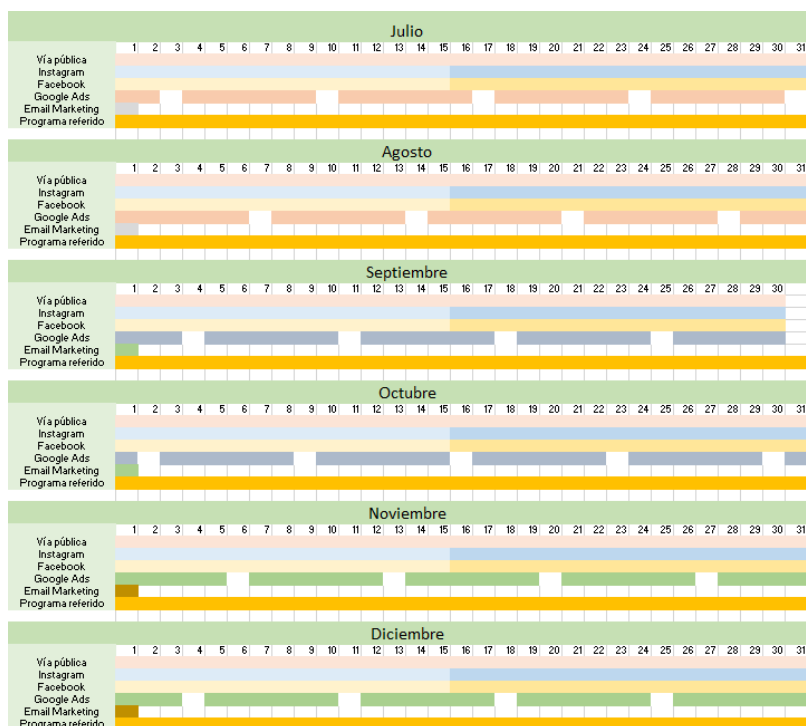 Julio
1 2 3 4 5 6 7 8 9 10 11 12 13 14 15 16 17 18 19 20 21 22 23 24 25 26 27 28 29 30 31
Vía pública
Instagram
Facebook
Google Ads
Email Marketing
Programa referido
Agosto
1 2 3 4 5 6 7 8 9 10 11 12 13 14 15 16 17 18 19 20 21 22 23 24 25 26 27 28 29 30 31
Vía pública
Instagram
Facebook
Google Ads
Email Marketing
Programa referido
Septiembre
1 2 3 4 5 6 7 8 9 10 11 12 13 14 15 16 17 18 19 20 21 22 23 24 25 26 27 28 29 30
Vía pública
Instagram
Facebook
Google Ads
Email Marketing
Programa referido
Octubre
1 2 3 4 5 6 7 8 9 10 11 12 13 14 15 16 17 18 19 20 21 22 23 24 25 26 27 28 29 30 31
Vía pública
Instagram
Facebook
Google Ads
Email Marketing
Programa referido
Noviembre
1 2 3 4 5 6 7 8 9 10 11 12 13 14 15 16 17 18 19 20 21 22 23 24 25 26 27 28 29 30 31
Vía pública
Instagram
Facebook
Google Ads
Email Marketing
Programa referido
Diciembre
1 2 3 4 5 6 7 8 9 10 11 12 13 14 15 16 17 18 19 20 21 22 23 24 25 26 27 28 29 30 31
Vía pública
Instagram
Facebook
Google Ads
Email Marketing
Programa referido